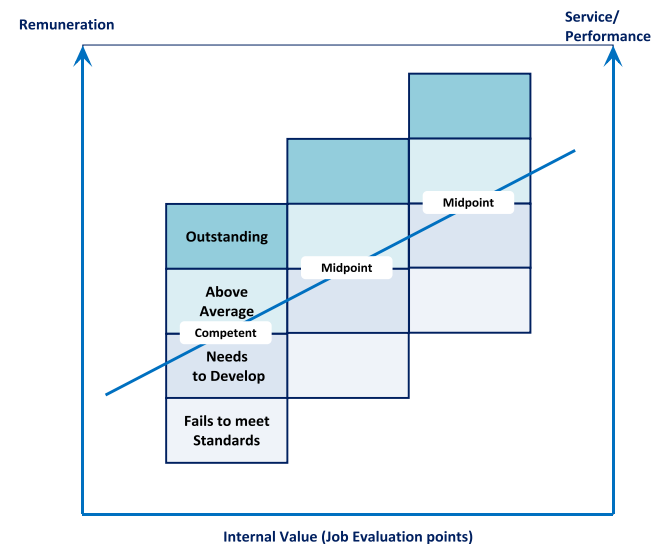 Remuneration
Service/
Performance
Outstanding
Above
Average
Competent
Needs
to Develop
Fails to meet
Standards
Midpoint
Midpoint
Internal Value (Job Evaluation points)